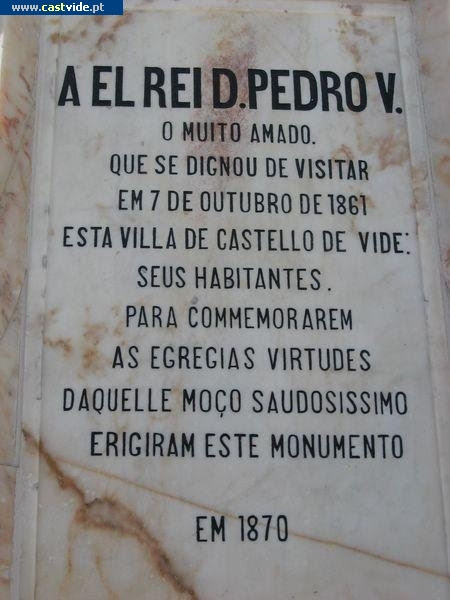 www.castvide.pt
A EL REI D. PEDRO V.
O MUITO AMADO.
QUE SE DIGNOU DE VISITAR
EM 7 DE OUTUBRO DE 1861
ESTA VILLA DE CASTELLO DE VIDE:
SEUS HABITANTES.
PARA COMMEMORAREM
AS EGREGIAS VIRTUDES
DAQUELLE MOÇO SAUDOSISSIMO
ERIGIRAM ESTE MONUMENTO
EM 1870